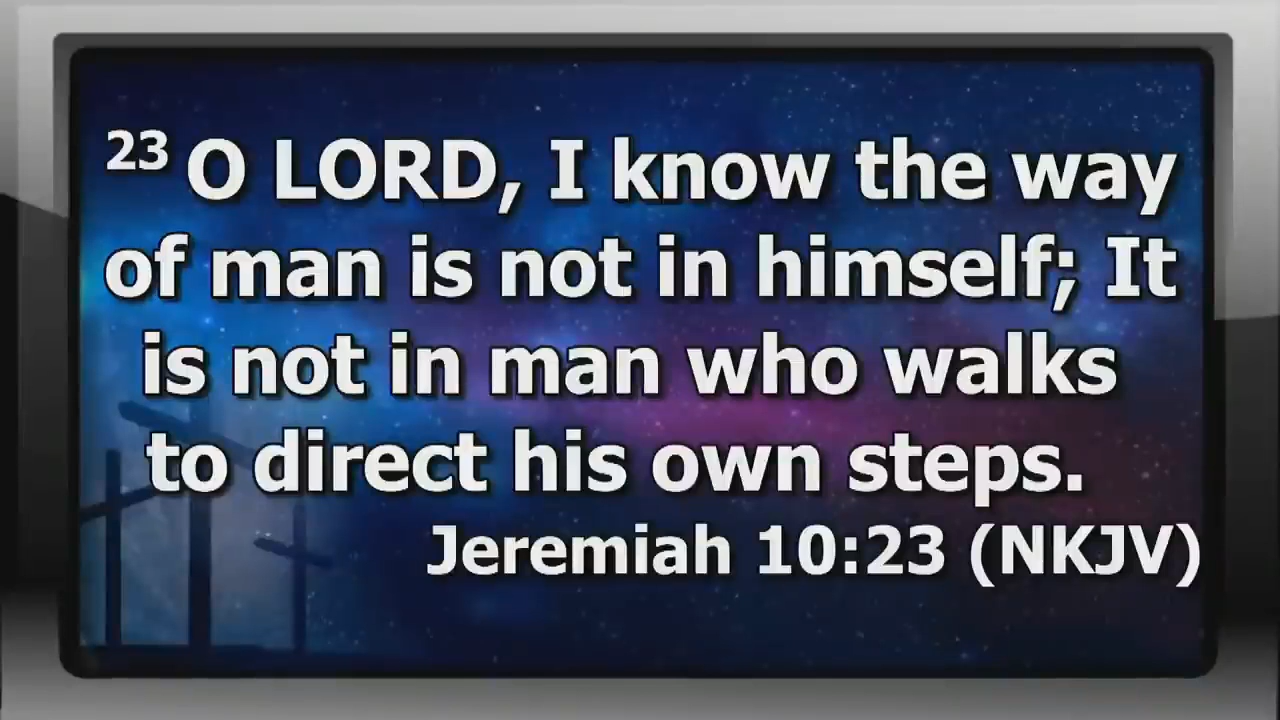 23 O LORD, I know the way
of man is not in himself; It
is not in man who walks
to direct his own steps.
Jeremiah 10:23 (NKJV)